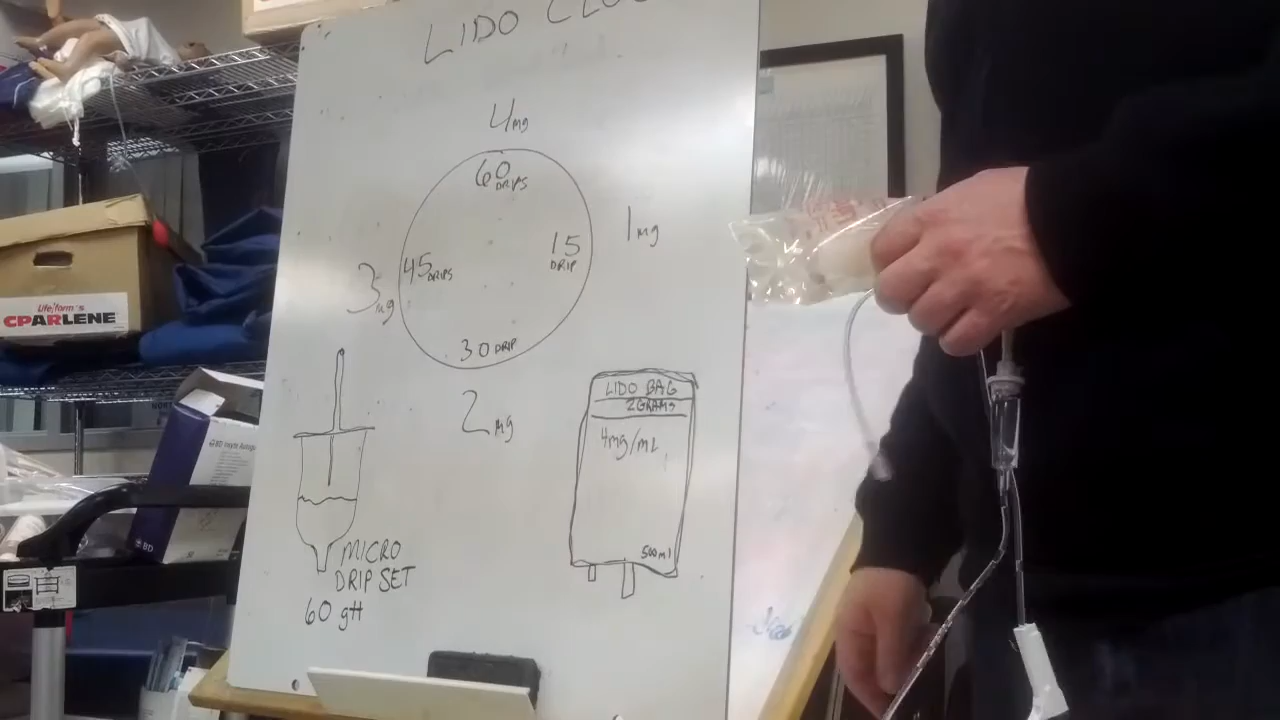 LIDO
4mg
60
DRIPS
1mg
15
DRIP
45 DRIPS
3mg
30 DRIP
2mg
LIDO BAG
2GRAMS
4mg/mL
500ml
MICRO
DRIP SET
60 gtt
Life/form
CPARLENE
BD